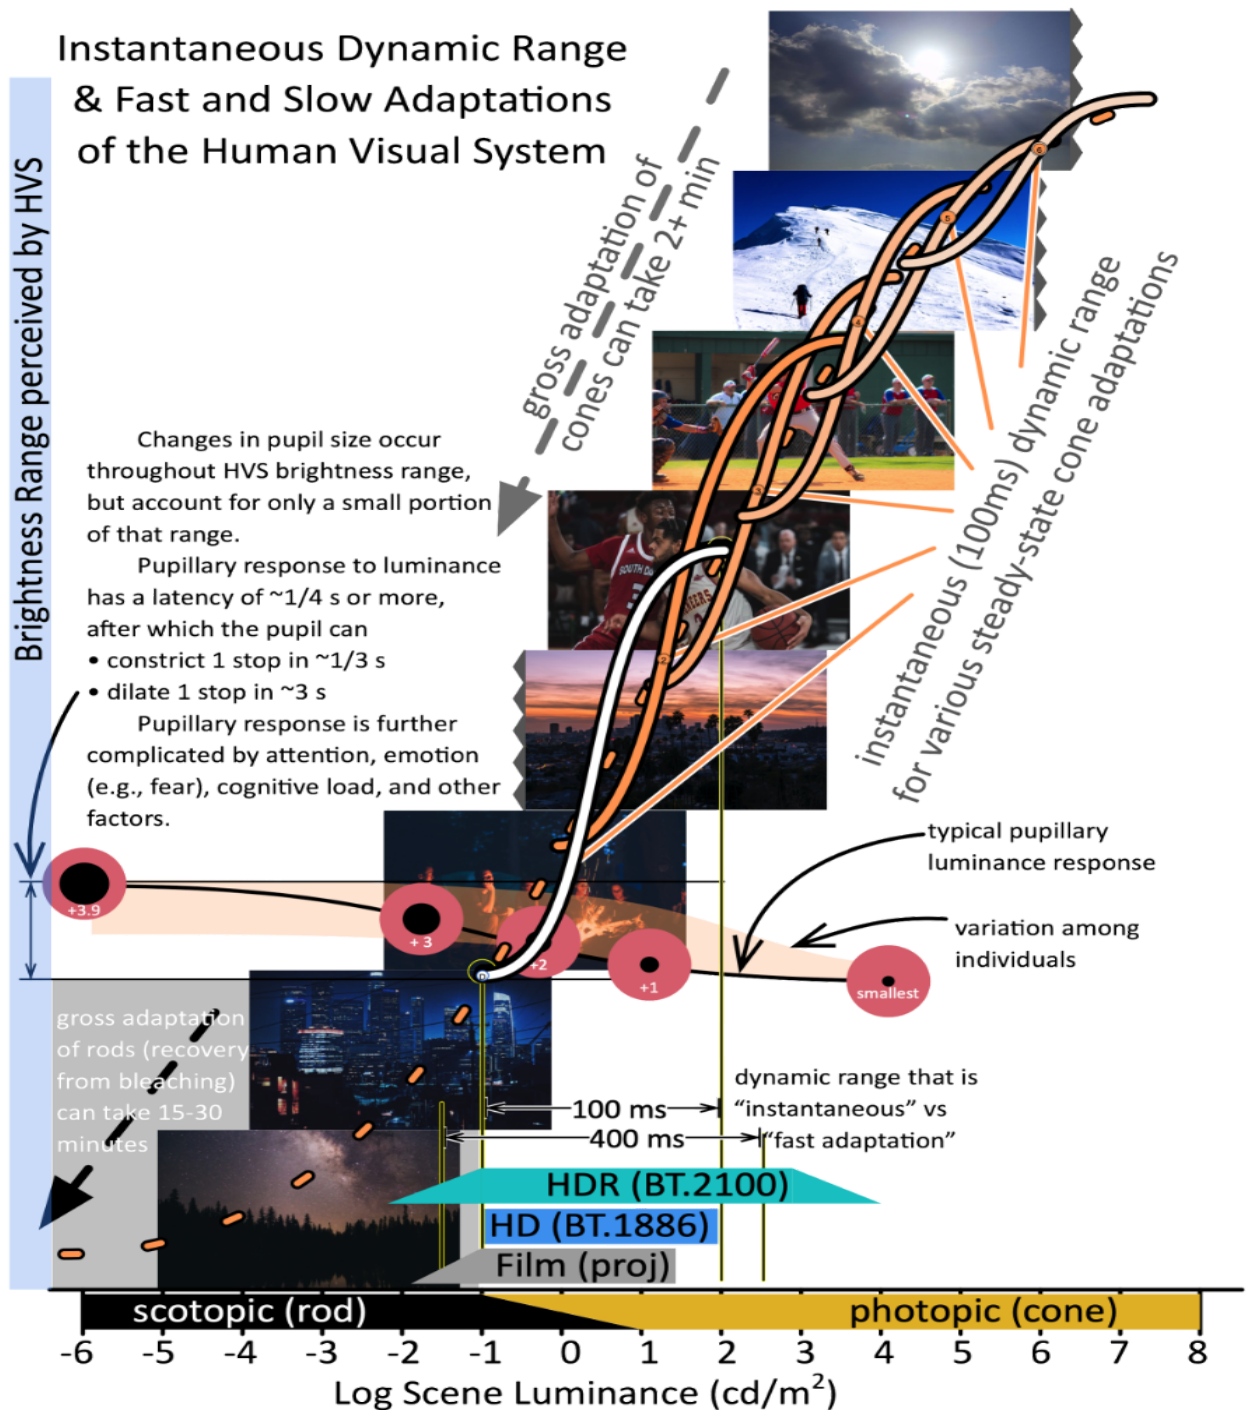 Instantaneous Dynamic Range
& Fast and Slow Adaptations
of the Human Visual System
Brightness Range perceived by HVS
gross adaptation of
cones can take 2+ min
Changes in pupil size occur
throughout HVS brightness range,
but account for only a small portion
of that range.
Pupillary response to luminance
has a latency of ~1/4 s or more,
after which the pupil can
• constrict 1 stop in ~1/3 s
• dilate 1 stop in ~3 s
Pupillary response is further
complicated by attention, emotion
(e.g., fear), cognitive load, and other
factors.
instantaneous (100ms) dynamic range
for various steady-state cone adaptations
6
5
4
3
2
SOUTH
typical pupillary
luminance response
variation among
individuals
+3.9
+ 3
+2
+1
smallest
gross adaptation
of rods (recovery
from bleaching)
can take 15-30
minutes
dynamic range that is
"instantaneous" vs
"fast adaptation"
100 ms
400 ms
HDR (BT.2100)
HD (BT.1886)
Film (proj)
scotopic (rod)
photopic (cone)
-6 -5 -4 -3 -2 -1 0 1 2 3 4 5 6 7 8
Log Scene Luminance (cd/m²)